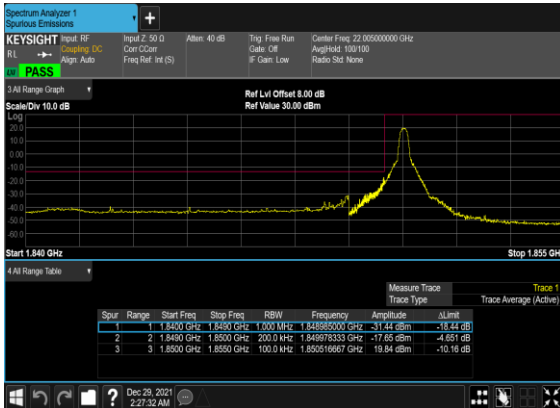 Spectrum Analyzer 1
Spurious Emissions
KEYSIGHT
Input: RF
Coupling: DC
Align: Auto
Input Z: 50 Ω
Corr CCorr
Freq Ref: Int (S)
Atten: 40 dB
Trig: Free Run
Gate: Off
IF Gain: Low
Center Freq: 22.005000000 GHz
Avg|Hold: 100/100
Radio Std: None
PASS
3 All Range Graph
Scale/Div 10.0 dB
Ref Lvl Offset 8.00 dB
Ref Value 30.00 dBm
Log
20.0
10.0
0.00
-10.0
-20.0
-30.0
-40.0
-50.0
-60.0
Start 1.840 GHz
Stop 1.855 GH
4 All Range Table
Measure Trace Trace 1
Trace Type Trace Average (Active)
Spur Range Start Freq Stop Freq RBW Frequency Amplitude ΔLimit
1 1 1.8400 GHz 1.8490 GHz 1.000 MHz 1.848985000 GHz -31.44 dBm -18.44 dB
2 2 1.8490 GHz 1.8500 GHz 200.0 kHz 1.849978333 GHz -17.65 dBm -4.651 dB
3 3 1.8500 GHz 1.8550 GHz 100.0 kHz 1.850516667 GHz 19.84 dBm -10.16 dB
Dec 29, 2021
2:27:32 AM